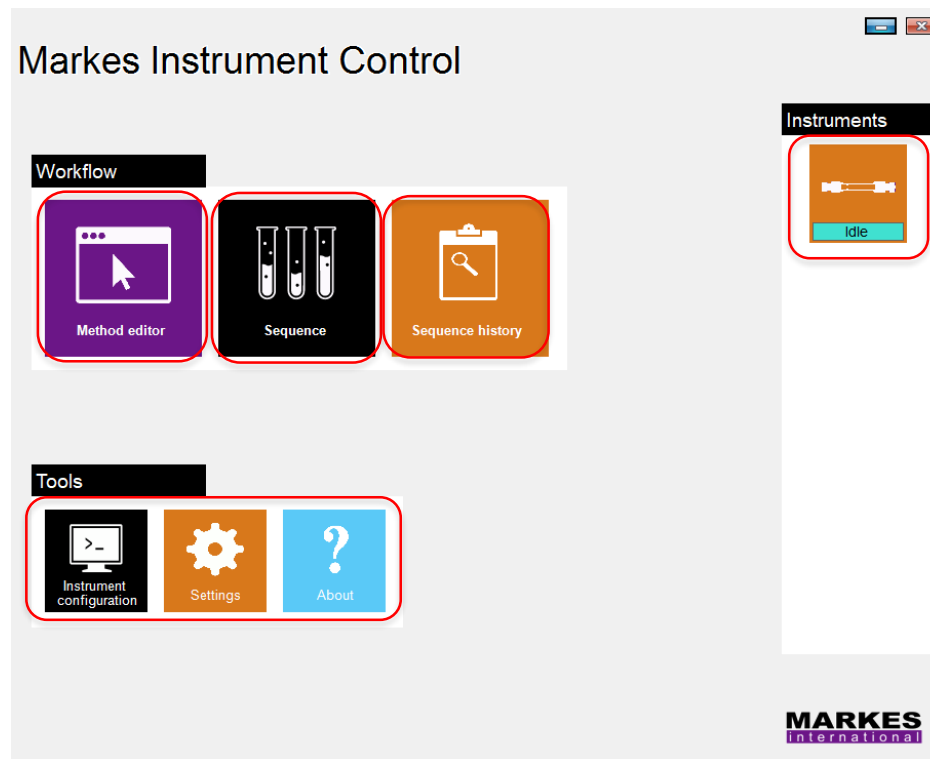 Markes Instrument Control
Instruments
Idle
Workflow
Method editor
Sequence
Sequence history
Tools
>_
Instrument
configuration
Settings
?
About
MARKES
international